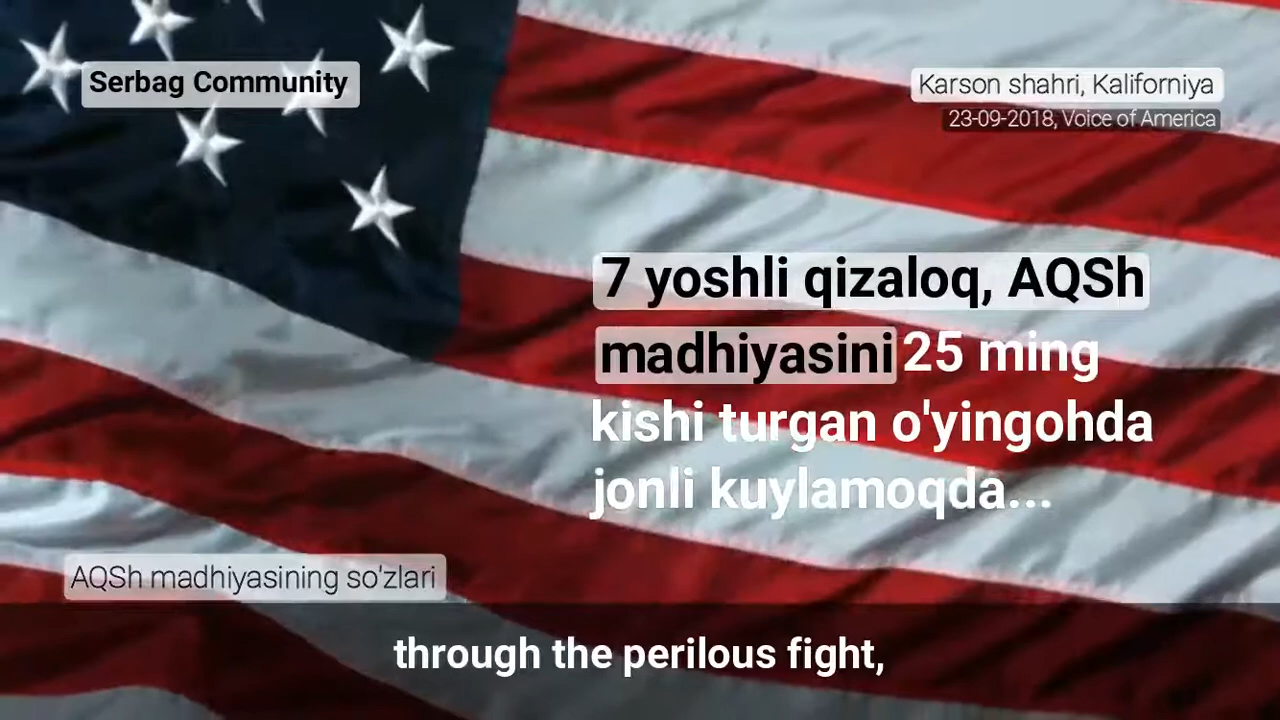 Serbag Community
Karson shahri, Kaliforniya
23-09-2018, Voice of America
7 yoshli qizaloq, AQSh
madhiyasini 25 ming
kishi turgan o'yingohda
jonli kuylamoqda...
AQSh madhiyasining so'zlari
through the perilous fight,